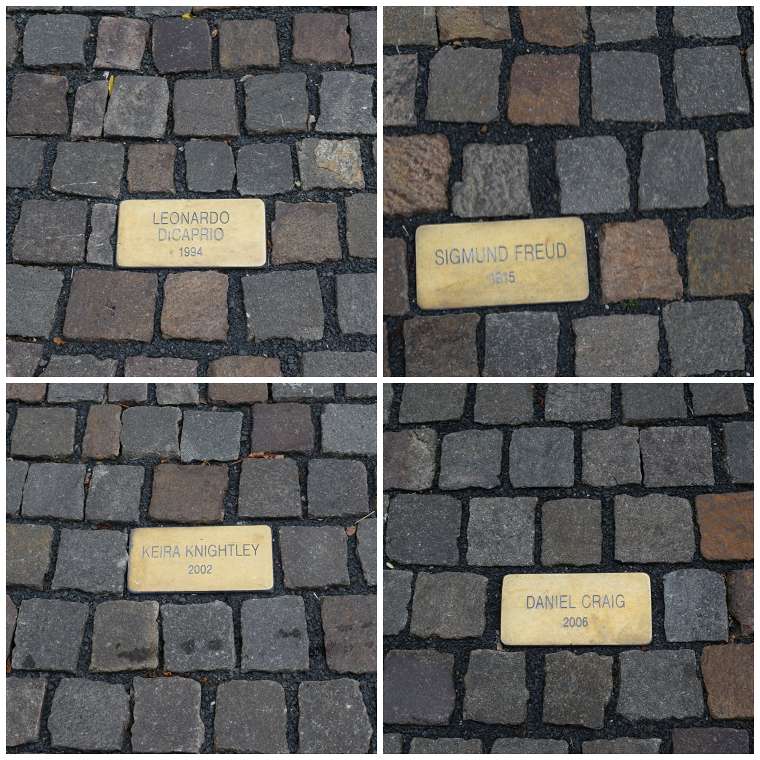 LEONARDO
DiCAPRIO
1994
SIGMUND FREUD
KEIRA KNIGHTLEY
2002
DANIEL CRAIG
2006